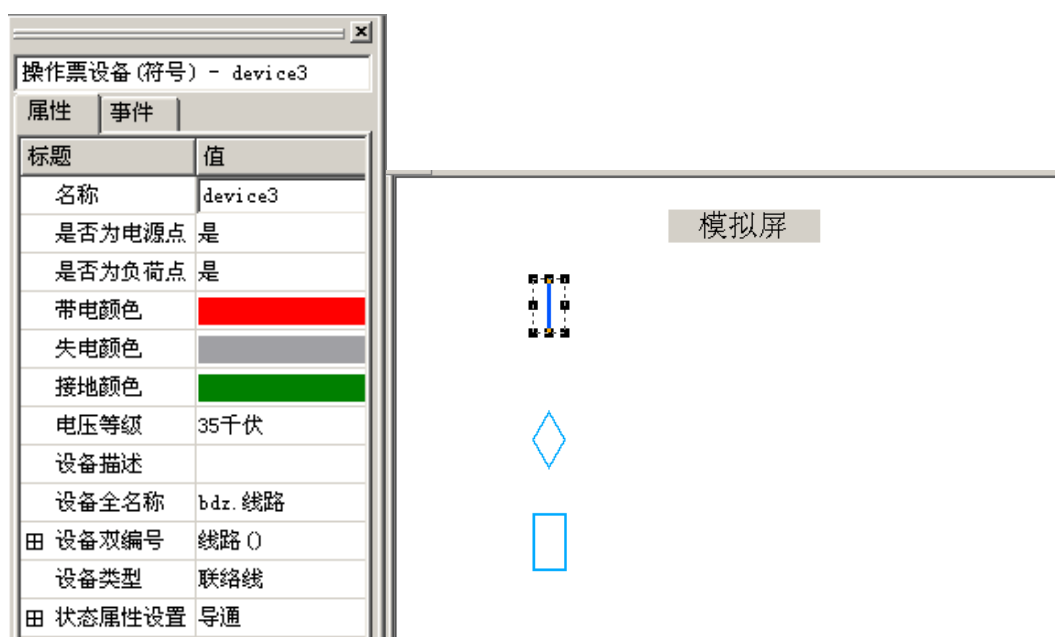 操作票设备(符号) - device3
属性 事件
标题 值
名称 device3
是否为电源点 是
是否为负荷点 是
带电颜色
失电颜色
接地颜色
电压等级 35千伏
设备描述
设备全名称 bdz.线路
设备双编号 线路()
设备类型 联络线
状态属性设置 导通
模拟屏